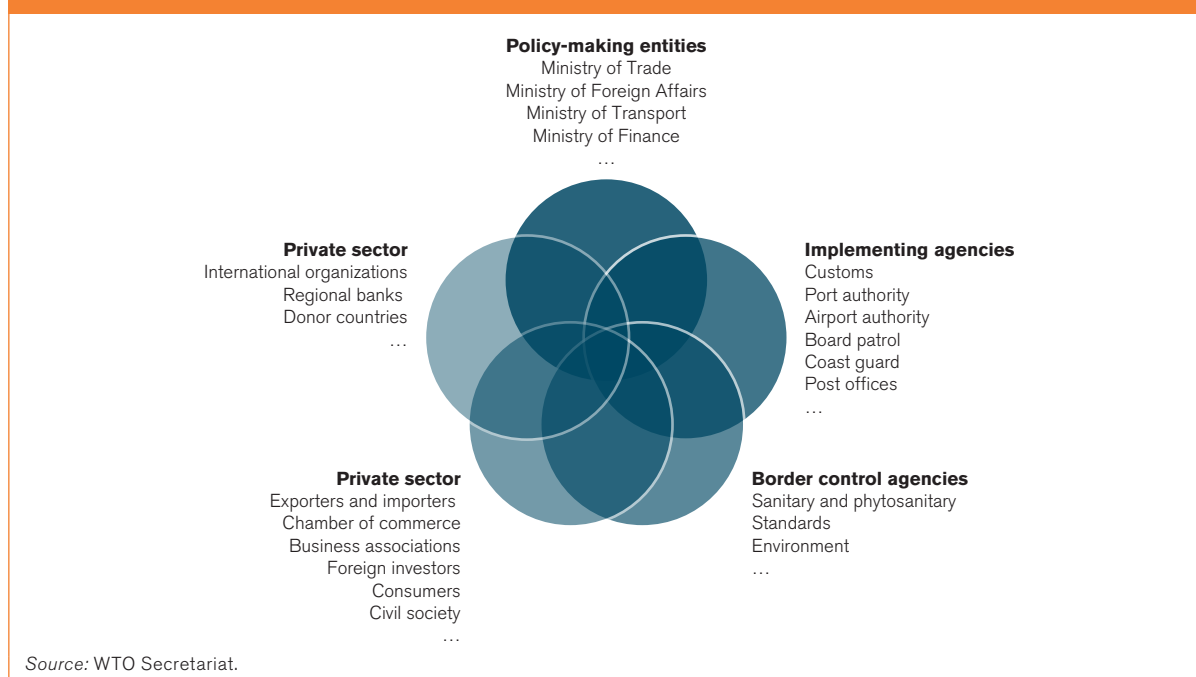 Policy-making entities
Ministry of Trade
Ministry of Foreign Affairs
Ministry of Transport
Ministry of Finance
…
Private sector
International organizations
Regional banks
Donor countries
…
Implementing agencies
Customs
Port authority
Airport authority
Board patrol
Coast guard
Post offices
…
Private sector
Exporters and importers
Chamber of commerce
Business associations
Foreign investors
Consumers
Civil society
…
Border control agencies
Sanitary and phytosanitary
Standards
Environment
…
Source: WTO Secretariat.